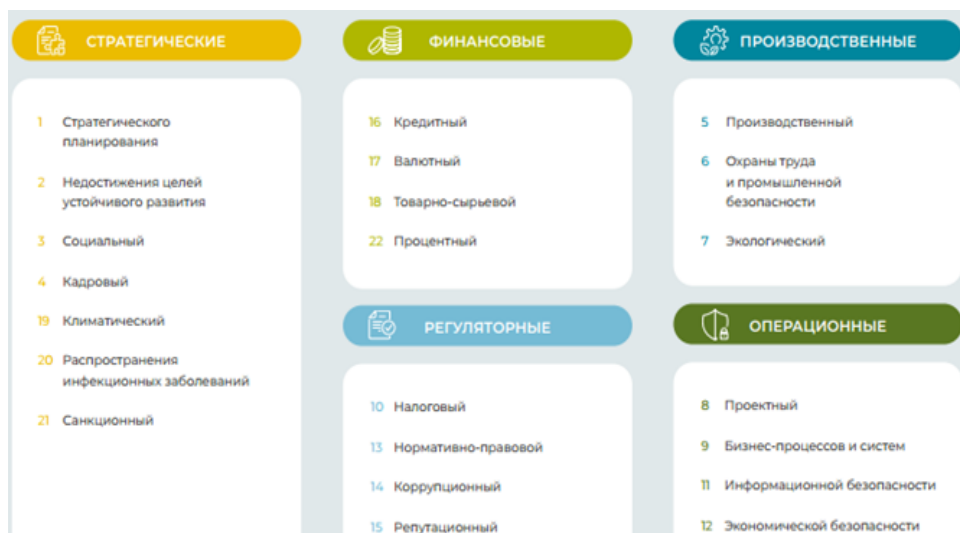 СТРАТЕГИЧЕСКИЕ
1 Стратегического
планирования
2 Недостижения целей
устойчивого развития
3 Социальный
4 Кадровый
19 Климатический
20 Распространения
инфекционных заболеваний
21 Санкционный
ФИНАНСОВЫЕ
16 Кредитный
17 Валютный
18 Товарно-сырьевой
22 Процентный
РЕГУЛЯТОРНЫЕ
10 Налоговый
13 Нормативно-правовой
14 Коррупционный
15 Репутационный
ПРОИЗВОДСТВЕННЫЕ
5 Производственный
6 Охраны труда
и промышленной
безопасности
7 Экологический
ОПЕРАЦИОННЫЕ
8 Проектный
9 Бизнес-процессов и систем
11 Информационной безопасности
12 Экономической безопасности